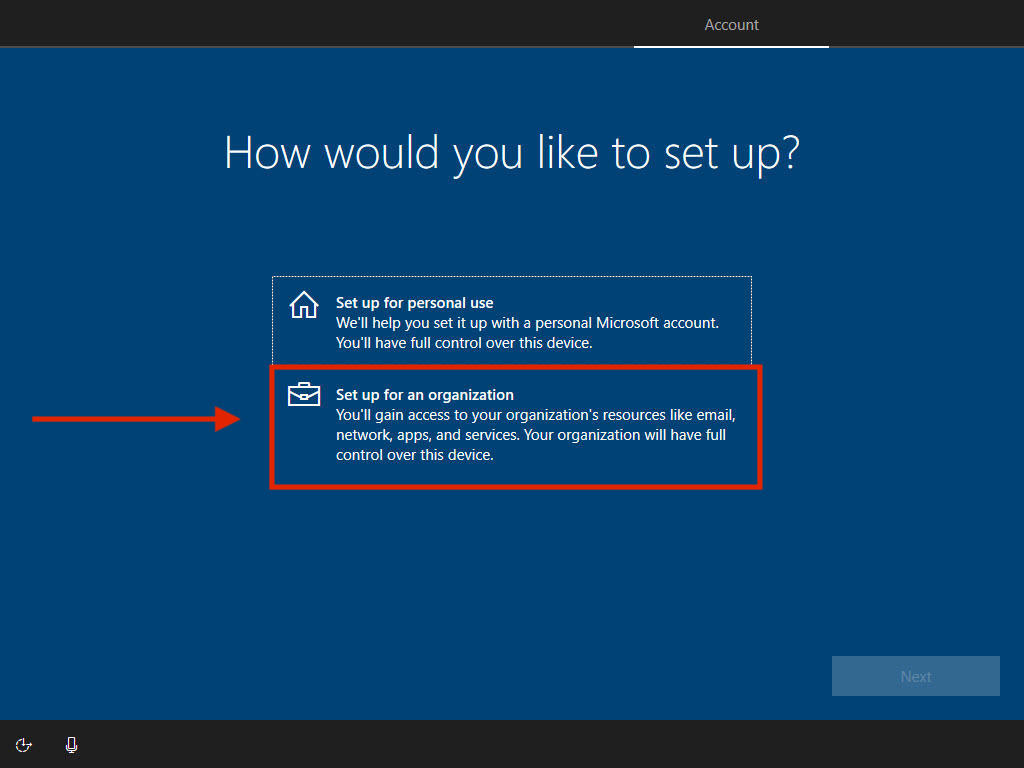 Account
How would you like to set up?
Set up for personal use
We'll help you set it up with a personal Microsoft account.
You'll have full control over this device.
Set up for an organization
You'll gain access to your organization's resources like email,
network, apps, and services. Your organization will have full
control over this device.
Next